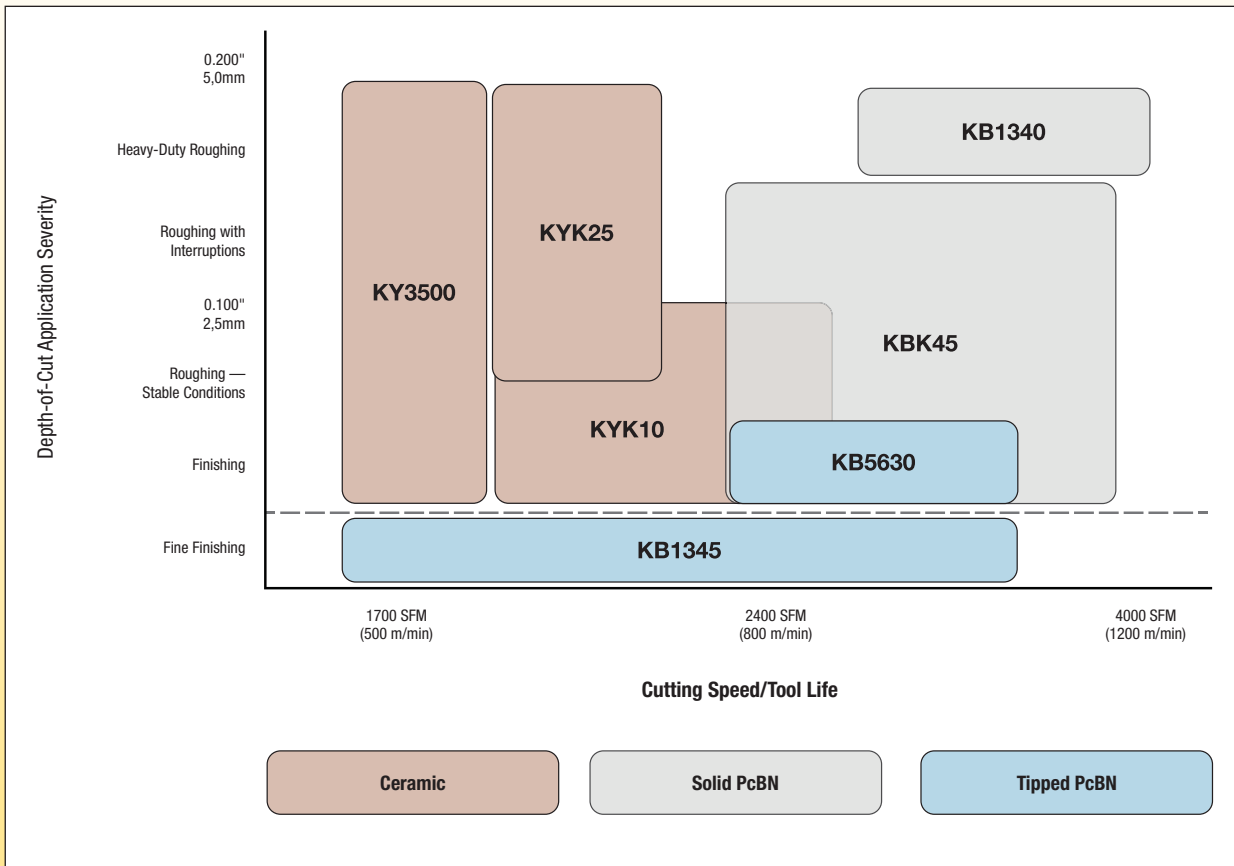 0.200"
5,0mm
Heavy-Duty Roughing
Roughing with
Interruptions
0.100"
2,5mm
Roughing —
Stable Conditions
Finishing
Fine Finishing
Depth-of-Cut Application Severity
KY3500
KYK25
KYK10
KB1340
KBK45
KB5630
KB1345
1700 SFM
(500 m/min)
2400 SFM
(800 m/min)
4000 SFM
(1200 m/min)
Cutting Speed/Tool Life
Ceramic
Solid PcBN
Tipped PcBN